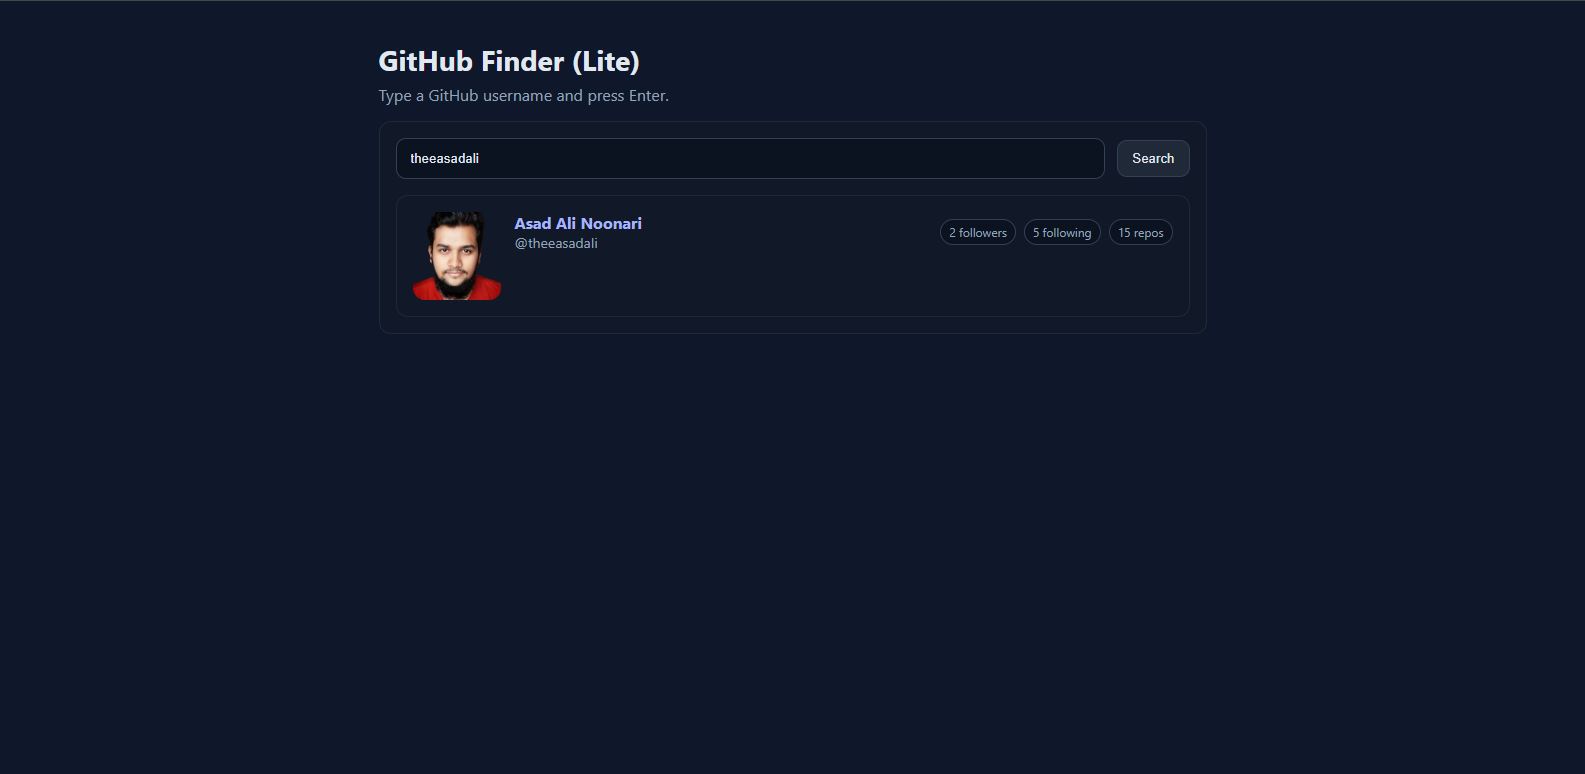 GitHub Finder (Lite)
Type a GitHub username and press Enter.
theeasadali
Search
Asad Ali Noonari
@theeasadali
2 followers
5 following
15 repos